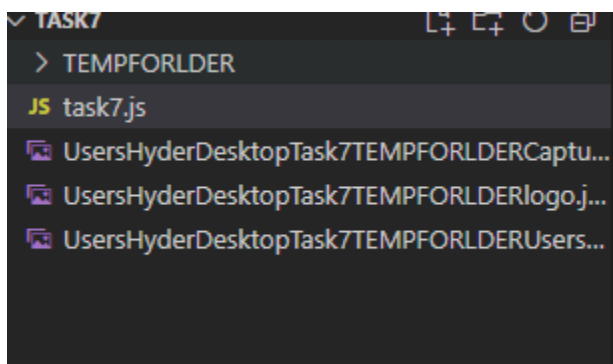 TASK7
TEMPFORLDER
JS task7.js
UsersHyderDesktopTask7TEMPFORLDERCaptu...
UsersHyderDesktopTask7TEMPFORLDERlogo.j...
UsersHyderDesktopTask7TEMPFORLDERUsers...